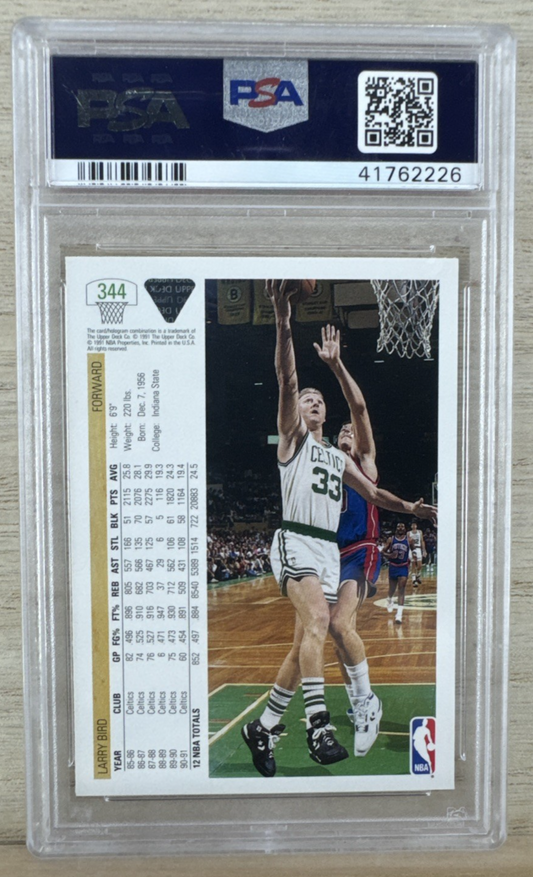 PSA
PSA
41762226
344
The card/hologram combination is a trademark of
The Upper Deck Co. © 1991 The Upper Deck Co.
© 1991 NBA Properties, Inc. Printed in the U.S.A.
All rights reserved.
LARRY BIRD FORWARD
Height: 6'9"
Weight: 220 lbs.
Born: Dec. 7, 1956
College: Indiana State
YEAR CLUB GP FG% FT% REB AST STL BLK PTS AVG
85-86 Celtics 82 .496 .896 805 557 166 51 2115 25.8
86-87 Celtics 74 .525 .910 682 566 135 70 2076 28.1
87-88 Celtics 76 .527 .916 703 467 125 57 2275 29.9
88-89 Celtics 6 .471 .947 37 29 6 5 116 19.3
89-90 Celtics 75 .473 .930 712 562 106 61 1820 24.3
90-91 Celtics 60 .454 .891 509 431 108 58 1164 19.4
12 NBA TOTALS 852 .497 .884 8540 5389 1514 722 20883 24.5
CELTICS
33
NBA